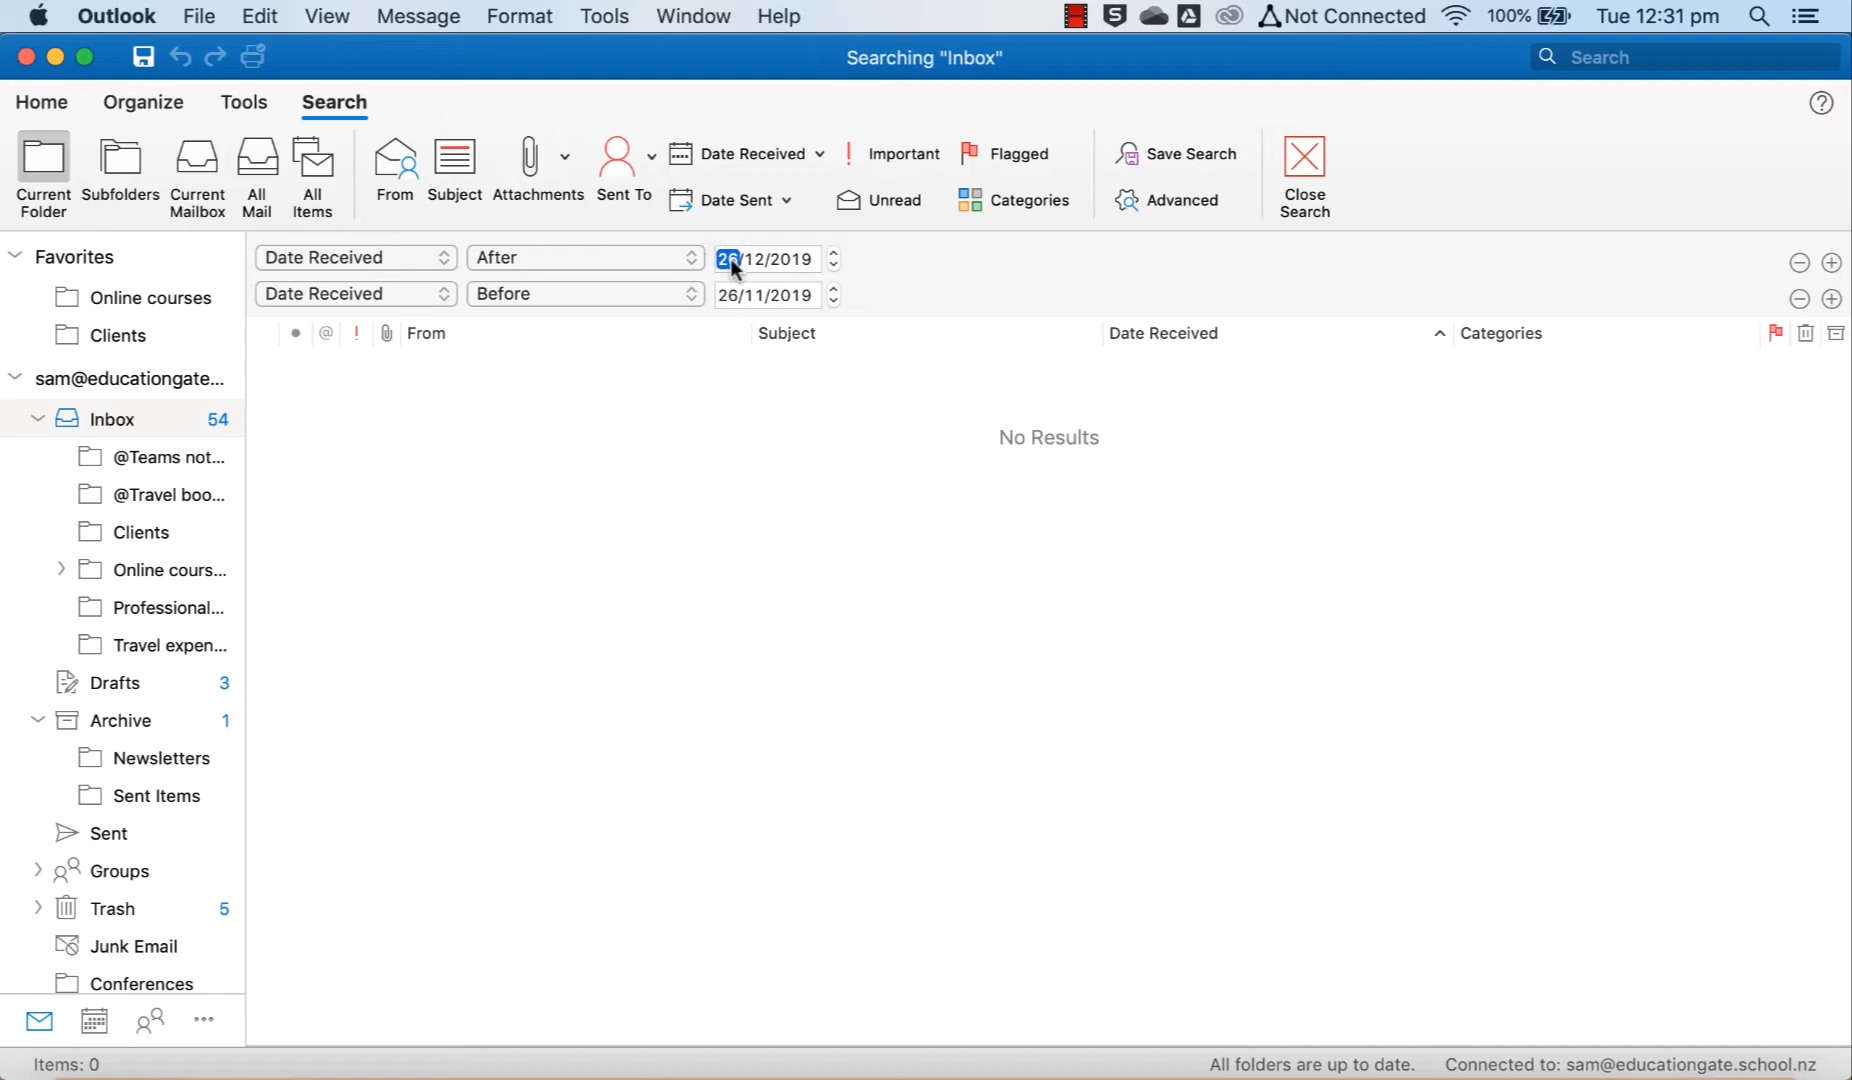 Outlook File Edit View Message Format Tools Window Help Not Connected 100% Tue 12:31 pm
Searching "Inbox" Search
Home Organize Tools Search
Current Folder Subfolders Current Mailbox All Mail All Items From Subject Attachments Sent To Date Received Important Flagged Save Search Close Search
Date Sent Unread Categories Advanced
Date Received After 26/12/2019
Date Received Before 26/11/2019
@ ! From Subject Date Received Categories
No Results
Favorites
Online courses
Clients
sam@educationgate...
Inbox 54
@Teams not...
@Travel boo...
Clients
Online cours...
Professional...
Travel expen...
Drafts 3
Archive 1
Newsletters
Sent Items
Sent
Groups
Trash 5
Junk Email
Conferences
Items: 0 All folders are up to date. Connected to: sam@educationgate.school.nz